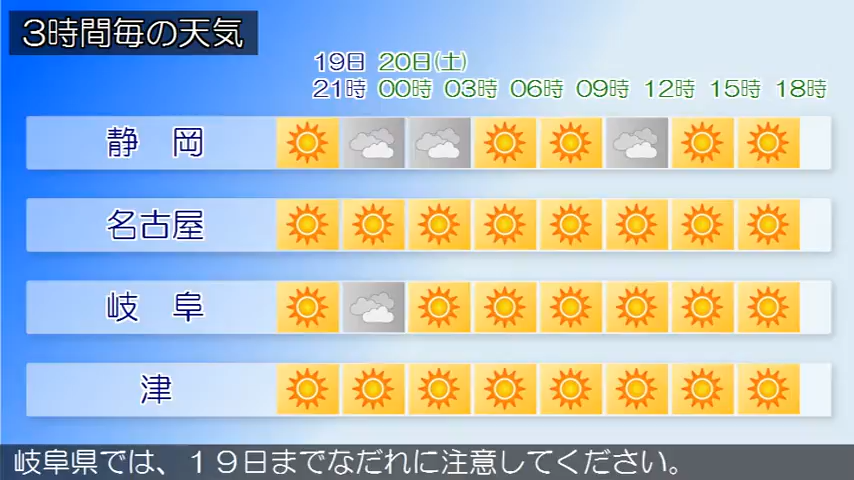 3時間毎の天気
19日 20日(土)
21時 00時 03時 06時 09時 12時 15時 18時
静　岡
名古屋
岐　阜
津
岐阜県では、１９日までなだれに注意してください。